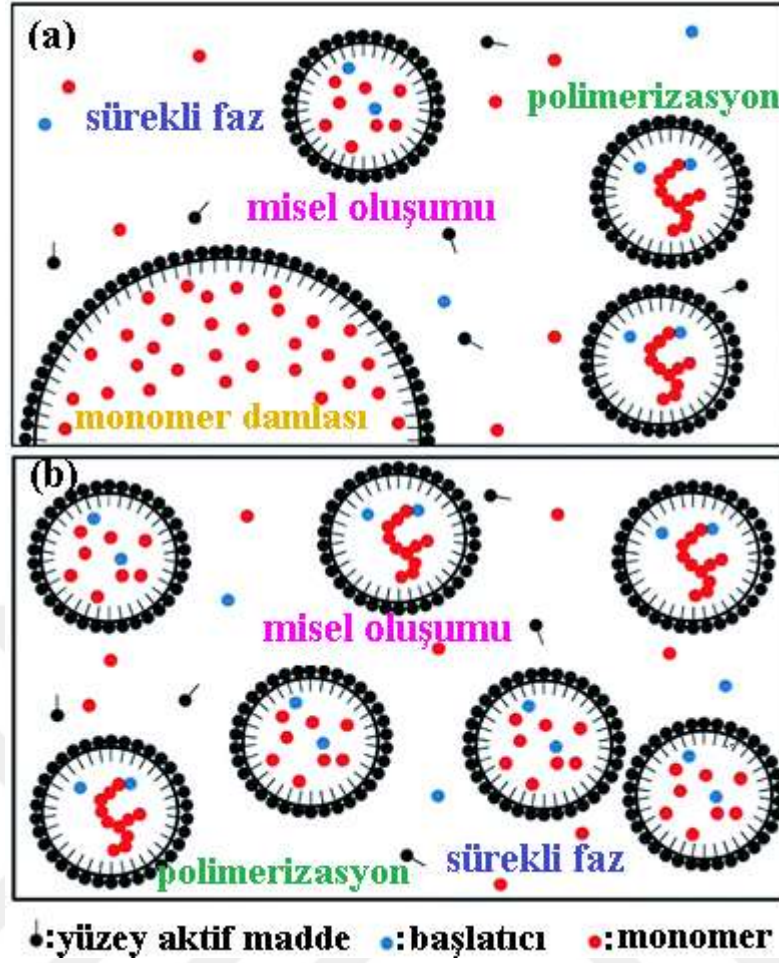 (a)
sürekli faz
polimerizasyon
misel oluşumu
monomer damlası
(b)
misel oluşumu
polimerizasyon
sürekli faz
:yüzey aktif madde :başlatıcı :monomer